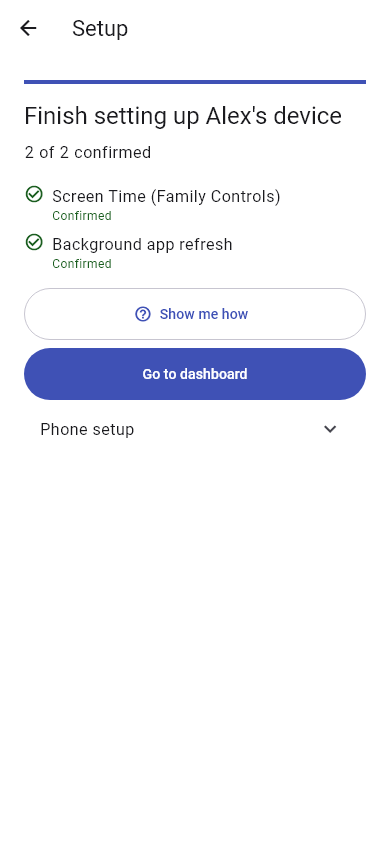 Setup
Finish setting up Alex's device
2 of 2 confirmed
Screen Time (Family Controls)
Confirmed
Background app refresh
Confirmed
Show me how
Go to dashboard
Phone setup